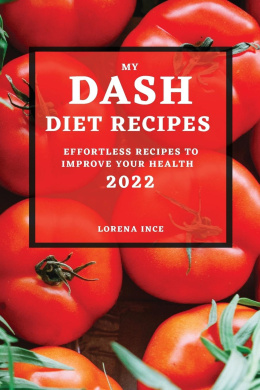 MY
DASH
DIET RECIPES
EFFORTLESS RECIPES TO
IMPROVE YOUR HEALTH
2022
LORENA INCE